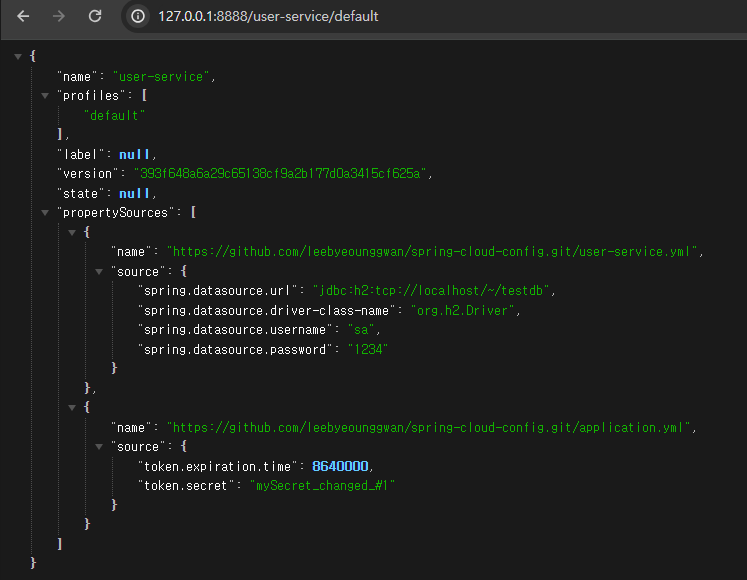 127.0.0.1:8888/user-service/default
{
"name": "user-service",
"profiles": [
"default"
],
"label": null,
"version": "393f648a6a29c65138cf9a2b177d0a3415cf625a",
"state": null,
"propertySources": [
{
"name": "https://github.com/leebyeounggwan/spring-cloud-config.git/user-service.yml",
"source": {
"spring.datasource.url": "jdbc:h2:tcp://localhost/~/testdb",
"spring.datasource.driver-class-name": "org.h2.Driver",
"spring.datasource.username": "sa",
"spring.datasource.password": "1234"
}
},
{
"name": "https://github.com/leebyeounggwan/spring-cloud-config.git/application.yml",
"source": {
"token.expiration.time": 8640000,
"token.secret": "mySecret_changed_#1"
}
}
]
}